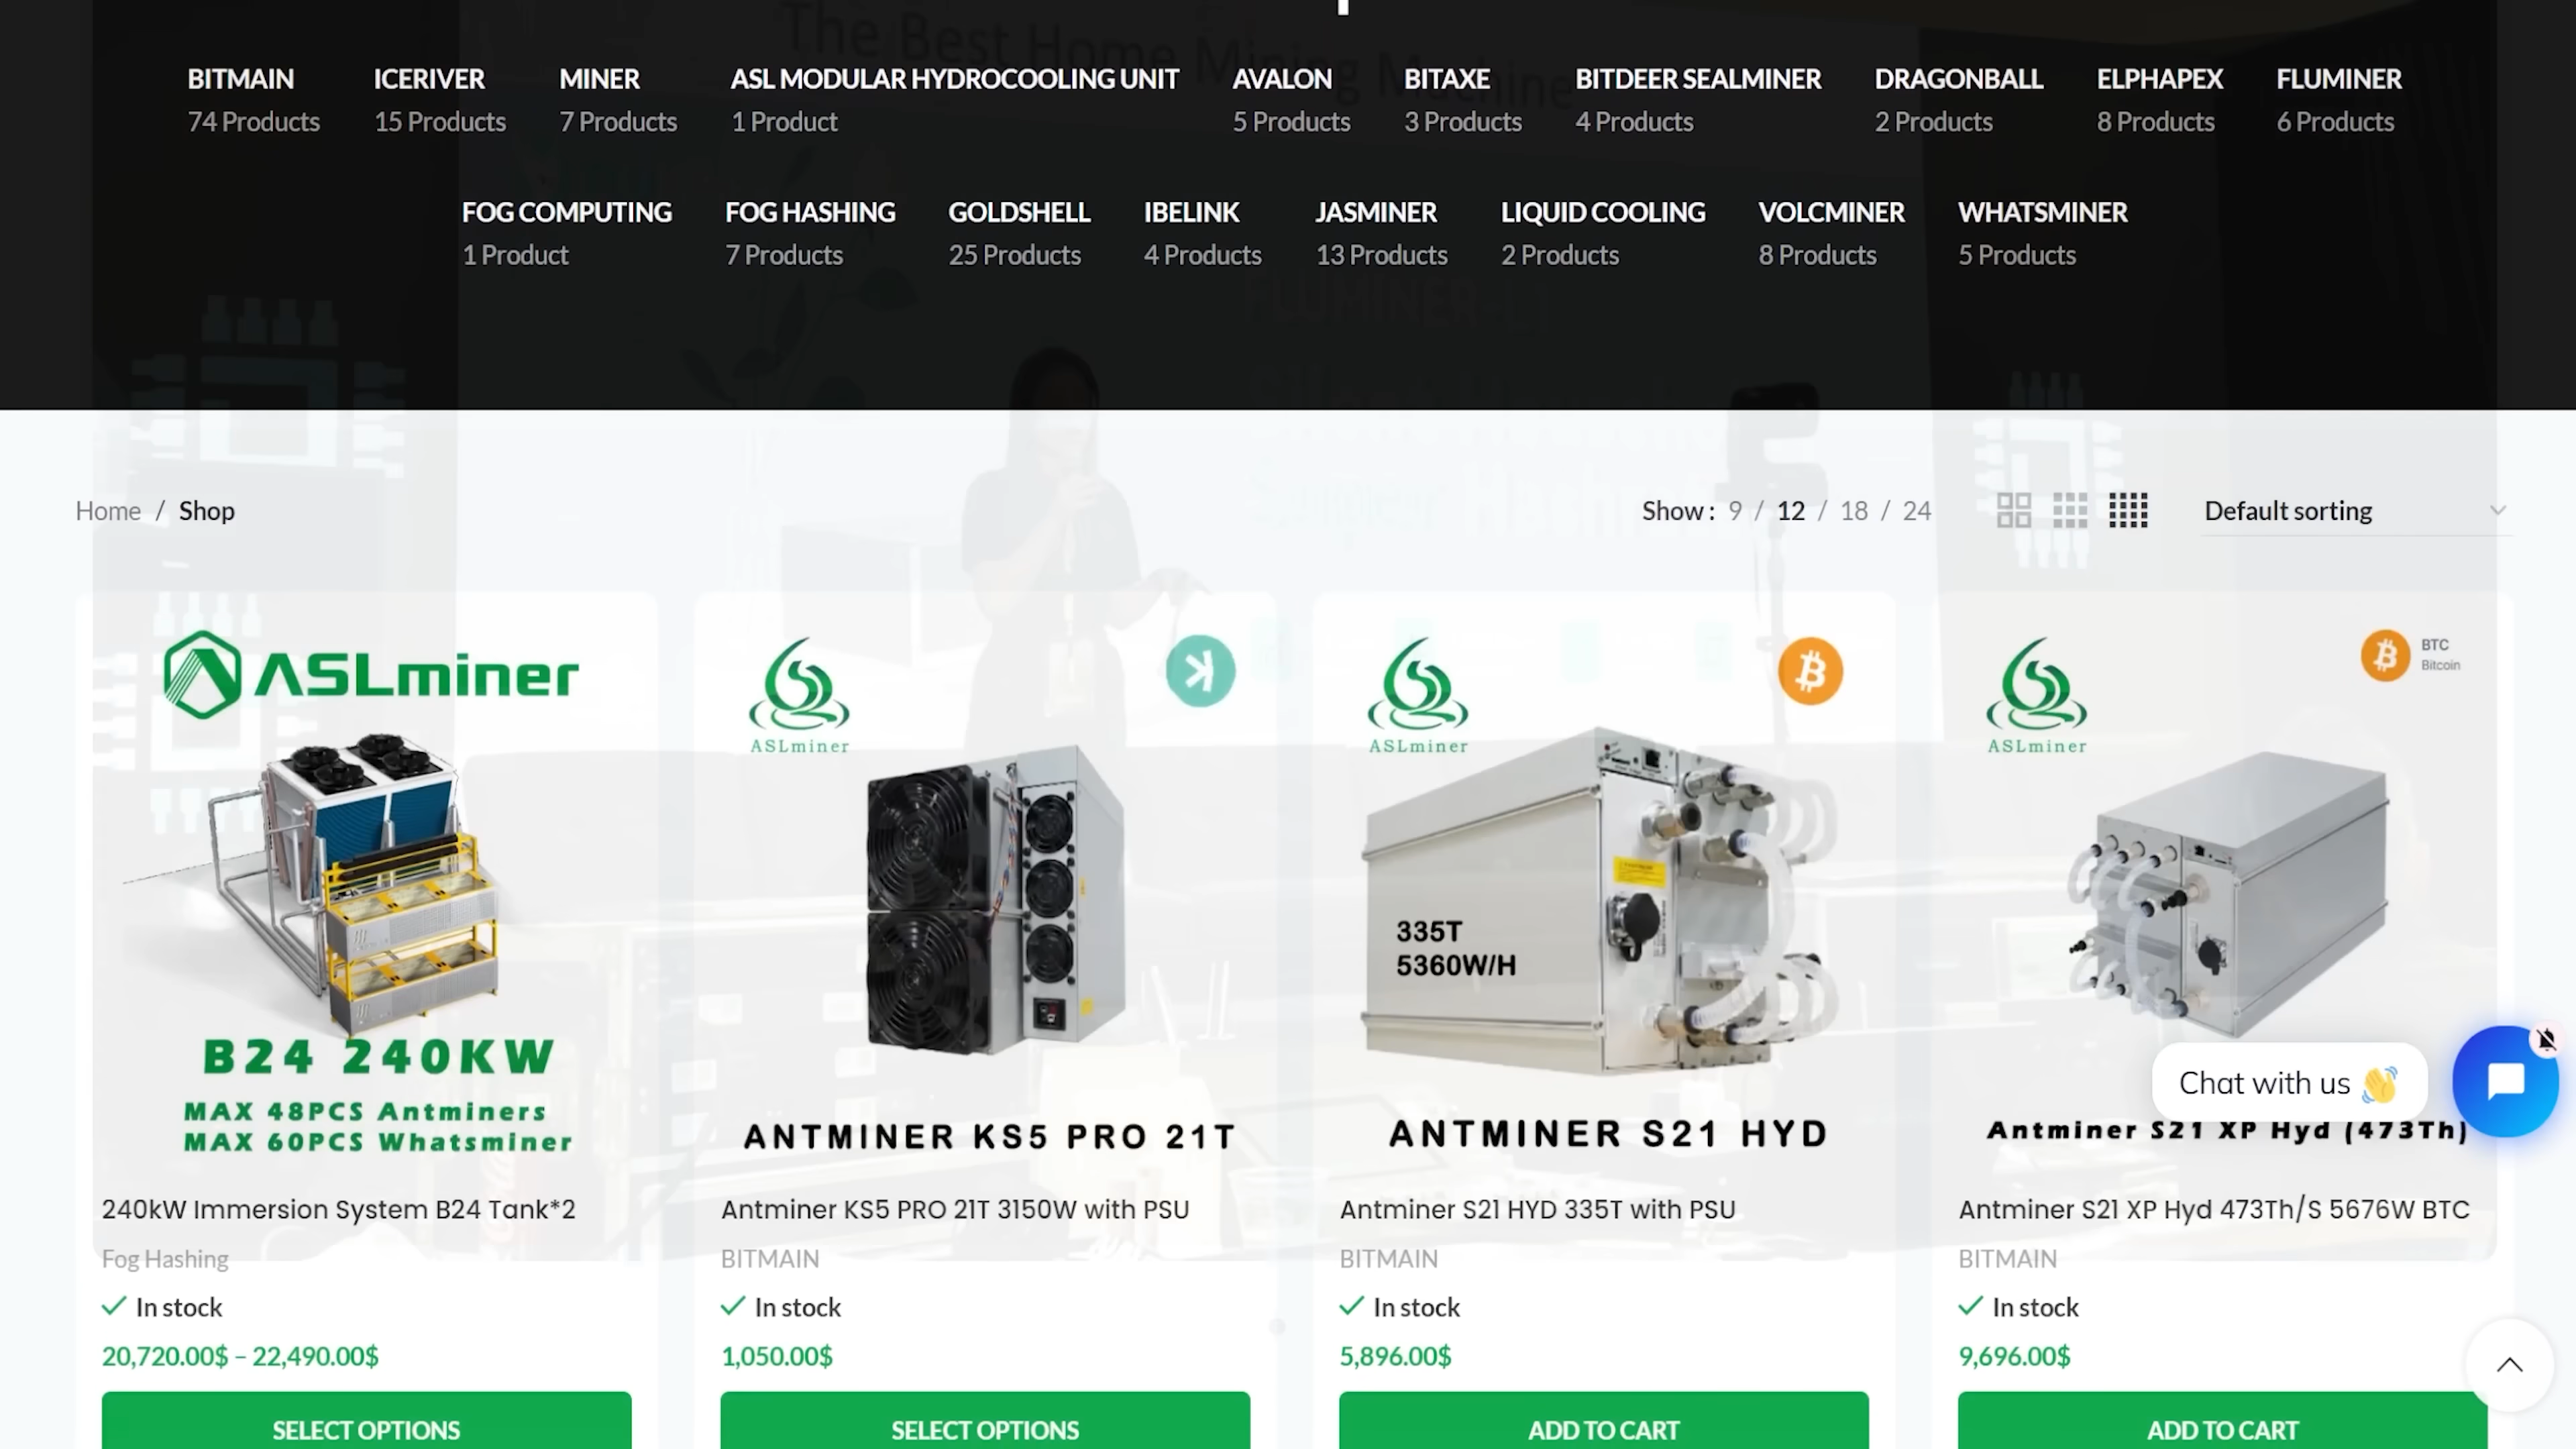 The Best Home Mining Machine
BITMAIN ICERIVER MINER ASL MODULAR HYDROCOOLING UNIT AVALON BITAXE BITDEER SEALMINER DRAGONBALL ELPHAPEX FLUMINER
74 Products 15 Products 7 Products 1 Product 5 Products 3 Products 4 Products 2 Products 8 Products 6 Products
FOG COMPUTING FOG HASHING GOLDSHELL IBELINK JASMINER LIQUID COOLING VOLCMINER WHATSMINER
1 Product 7 Products 25 Products 4 Products 13 Products 2 Products 8 Products 5 Products
Home / Shop
Show : 9 / 12 / 18 / 24
Default sorting
ASLminer
B24 240KW
MAX 48PCS Antminers
MAX 60PCS Whatsminer
240kW Immersion System B24 Tank*2
Fog Hashing
In stock
20,720.00$ – 22,490.00$
SELECT OPTIONS
ASLminer
ANTMINER KS5 PRO 21T
Antminer KS5 PRO 21T 3150W with PSU
BITMAIN
In stock
1,050.00$
SELECT OPTIONS
ASLminer
335T
5360W/H
ANTMINER S21 HYD
Antminer S21 HYD 335T with PSU
BITMAIN
In stock
5,896.00$
ADD TO CART
ASLminer
BTC
Bitcoin
Antminer S21 XP Hyd (473Th)
Antminer S21 XP Hyd 473Th/S 5676W BTC
BITMAIN
In stock
9,696.00$
ADD TO CART
Chat with us 👋